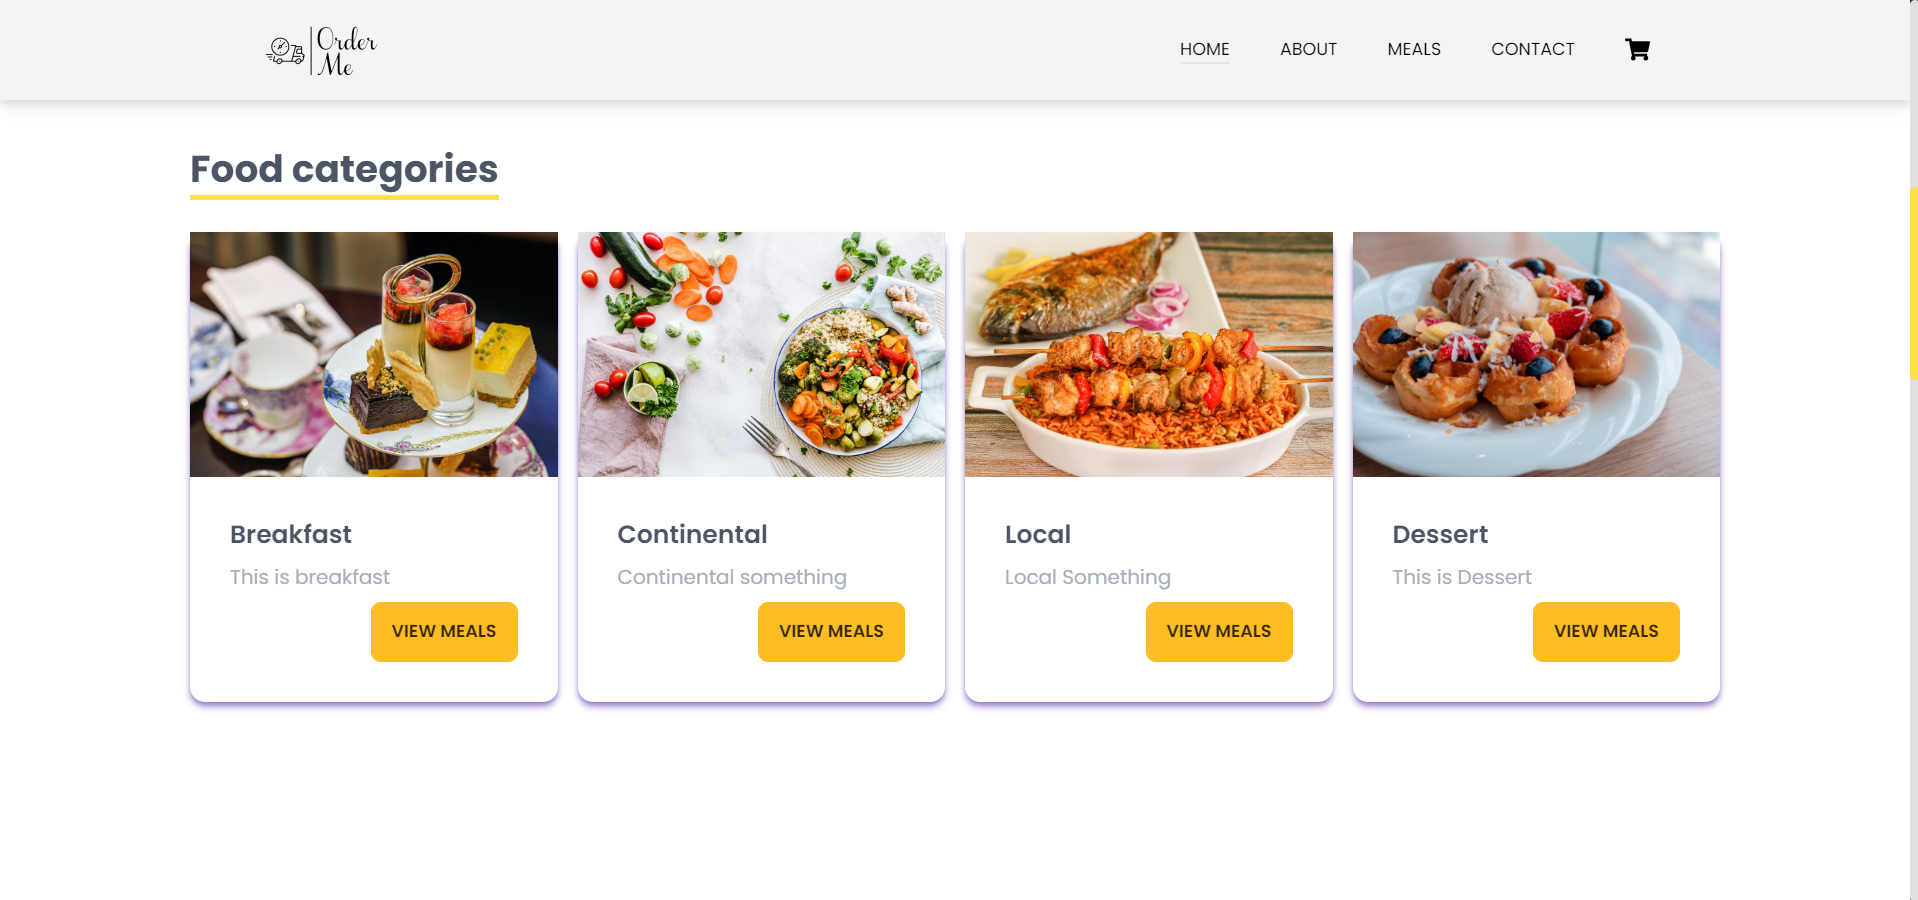 Order
Me
HOME
ABOUT
MEALS
CONTACT
Food categories
Breakfast
This is breakfast
VIEW MEALS
Continental
Continental something
VIEW MEALS
Local
Local Something
VIEW MEALS
Dessert
This is Dessert
VIEW MEALS